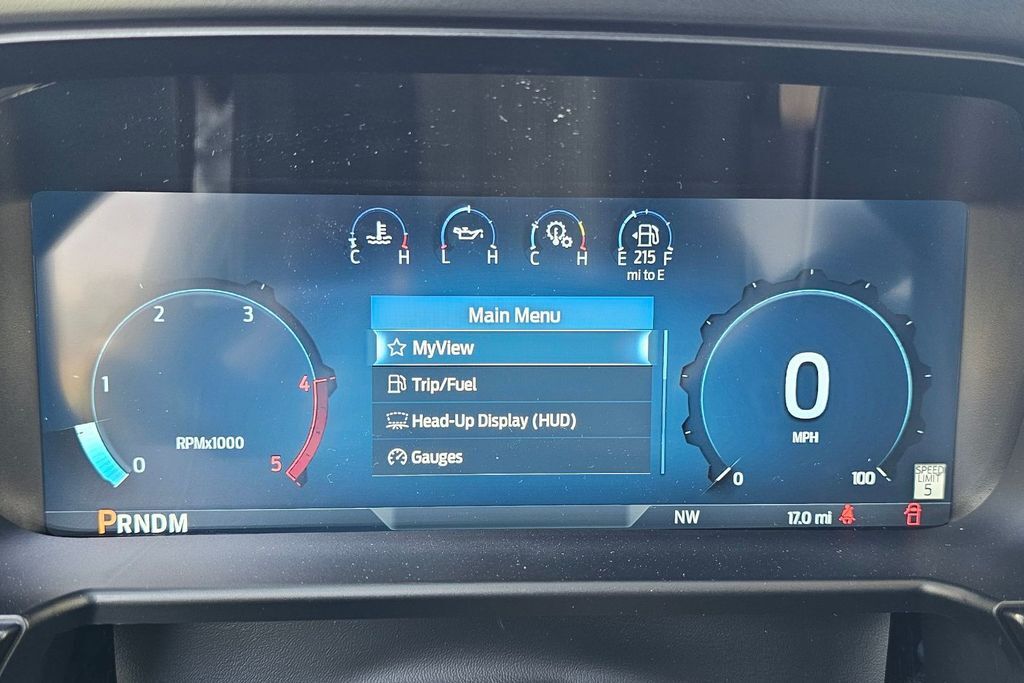 C H
L H
C H
E 215 F
mi to E
2 3
1 4
0 5
RPMx1000
Main Menu
MyView
Trip/Fuel
Head-Up Display (HUD)
Gauges
0
MPH
0 100
SPEED
LIMIT
5
PRNDM
NW
17.0 mi